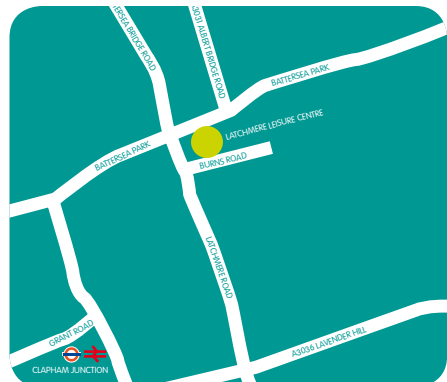 TERSEA BRIDGE ROAD
A3031 ALBERT BRIDGE ROAD
BATTERSEA PARK
LATCHMERE LEISURE CENTRE
BATTERSEA PARK
BURNS ROAD
LATCHMERE ROAD
GRANT ROAD
A3036 LAVENDER HILL
CLAPHAM JUNCTION